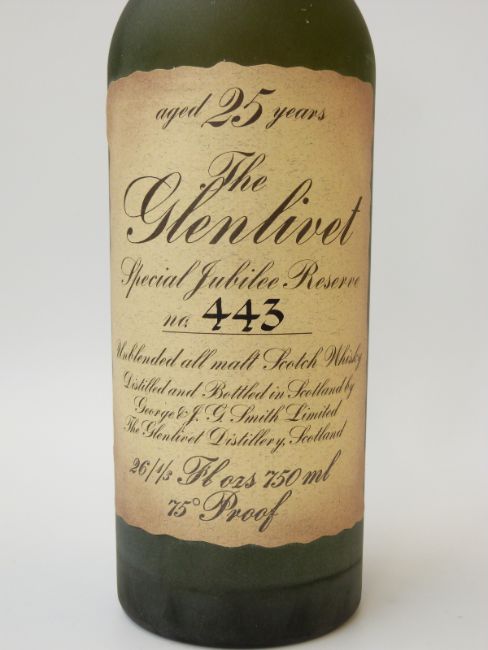 aged 25 years
The
Glenlivet
Special Jubilee Reserve
no. 443
Unblended all malt Scotch Whisky
Distilled and Bottled in Scotland by
George & J. G. Smith Limited
The Glenlivet Distillery, Scotland
26/1/3 Fl ozs 750 ml
75° Proof